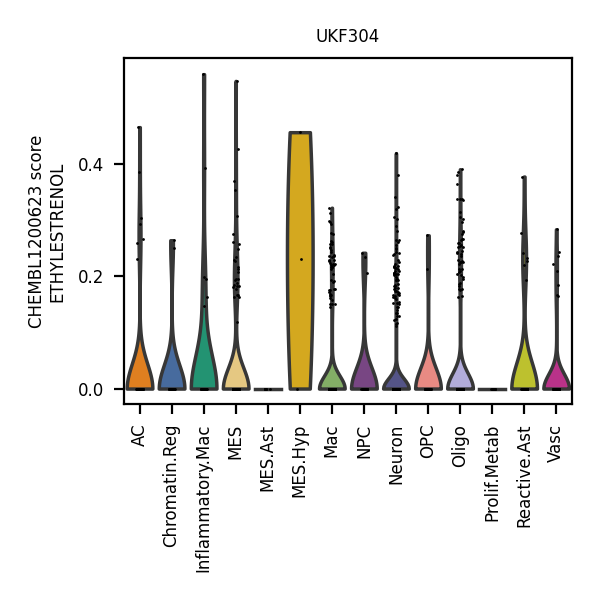 UKF304
CHEMBL1200623 score
ETHYLESTRENOL
0.4
0.2
0.0
AC
Chromatin.Reg
Inflammatory.Mac
MES
MES.Ast
MES.Hyp
Mac
NPC
Neuron
OPC
Oligo
Prolif.Metab
Reactive.Ast
Vasc